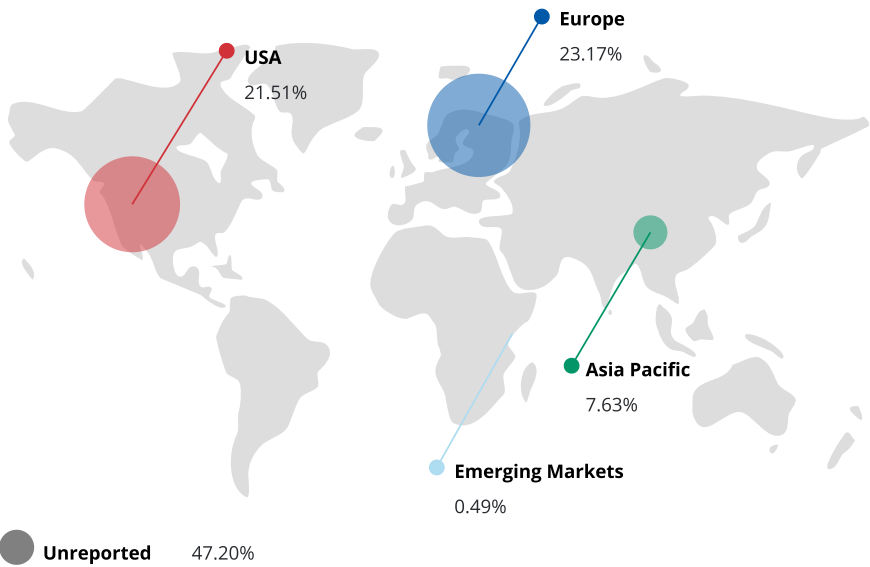 Europe
23.17%
USA
21.51%
Asia Pacific
7.63%
Emerging Markets
0.49%
Unreported 47.20%